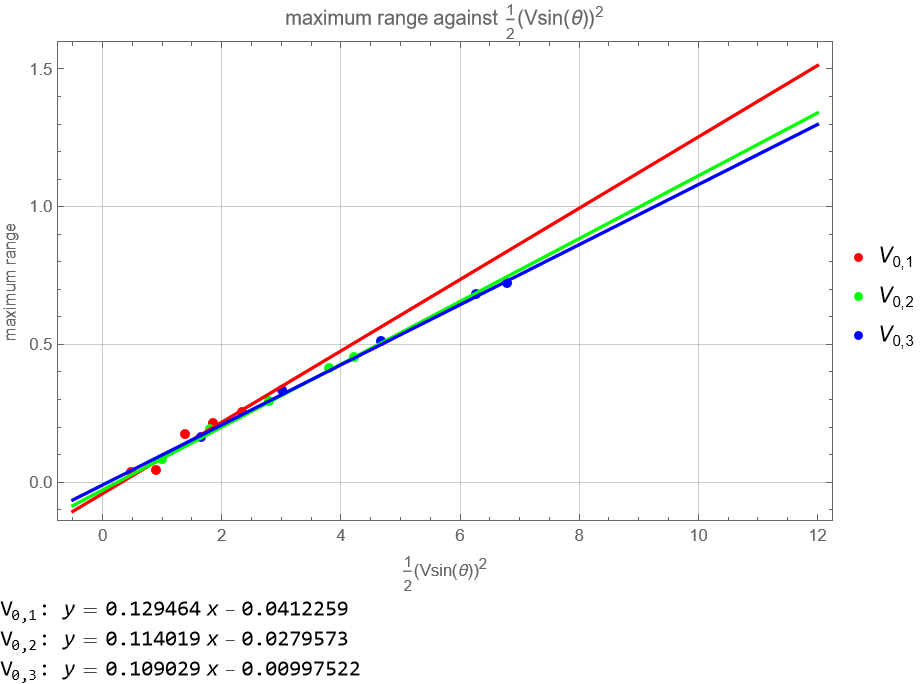 maximum range against 1/2(Vsin(θ))²
maximum range
1.5
1.0
0.5
0.0
0 2 4 6 8 10 12
1/2(Vsin(θ))²
V0,1
V0,2
V0,3
V0,1: y = 0.129464 x – 0.0412259
V0,2: y = 0.114019 x – 0.0279573
V0,3: y = 0.109029 x – 0.00997522